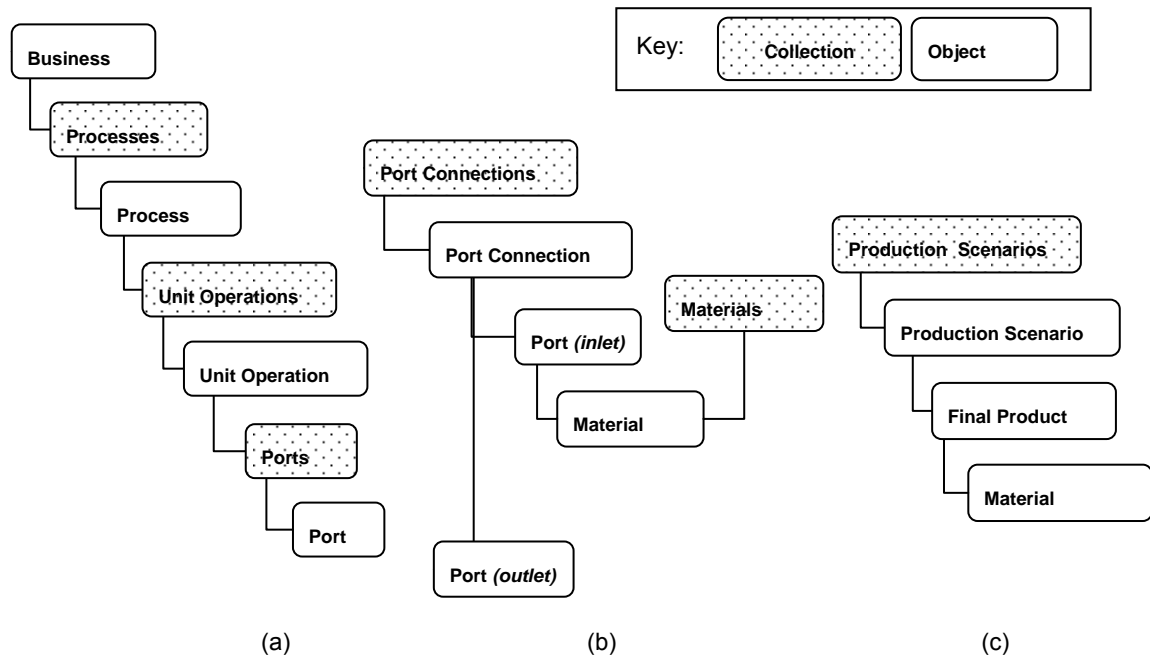 Key:
Collection
Object
Business
Processes
Process
Unit Operations
Unit Operation
Ports
Port
Port Connections
Port Connection
Port (inlet)
Materials
Material
Port (outlet)
Production Scenarios
Production Scenario
Final Product
Material
(a)
(b)
(c)